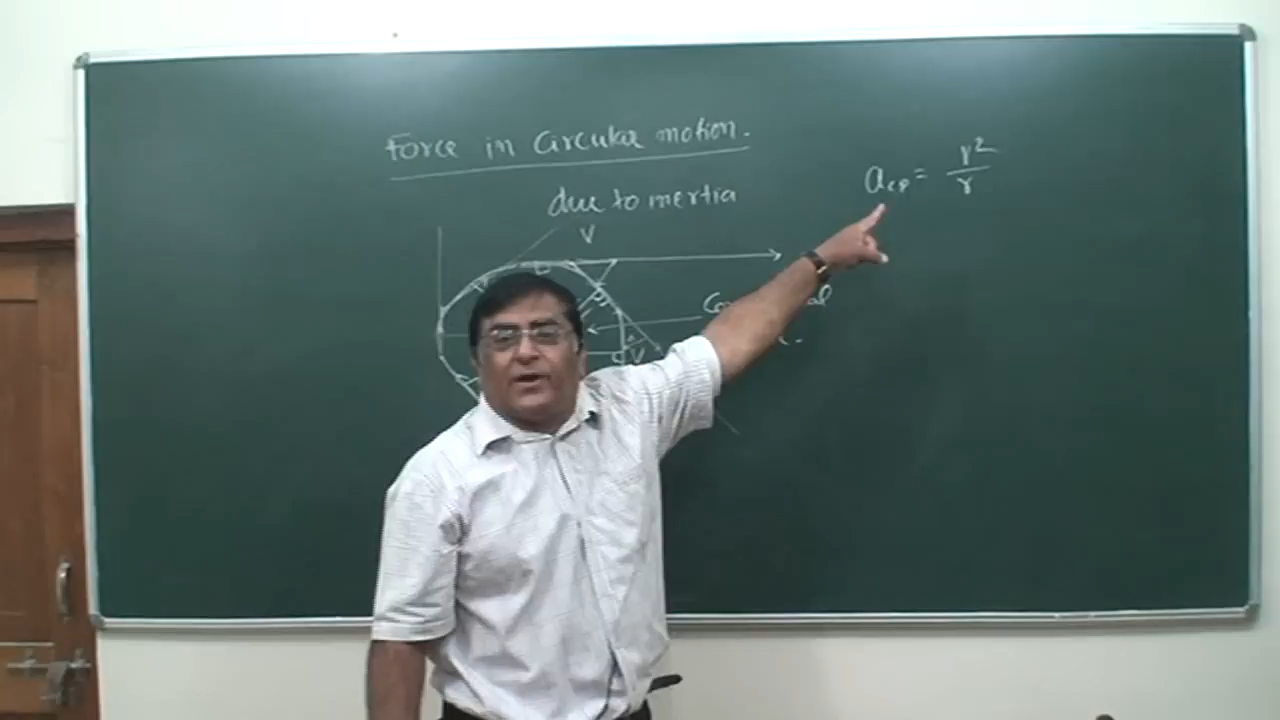 Force in Circular motion.
a_cp = v²/r
due to inertia
V
V